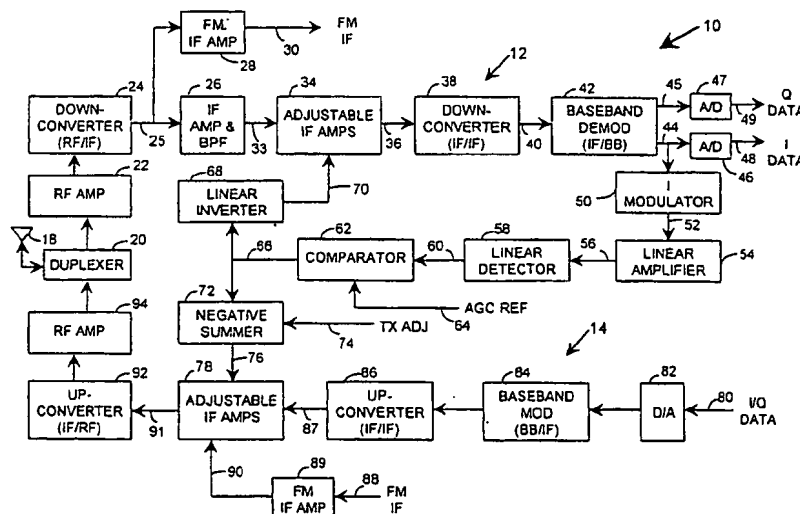 FM IF AMP
28
30
FM IF
12
10
24
DOWN-CONVERTER (RF/IF)
25
26
IF AMP & BPF
33
34
ADJUSTABLE IF AMPS
36
38
DOWN-CONVERTER (IF/IF)
40
42
BASEBAND DEMOD (IF/BB)
45
47
A/D
49
Q DATA
44
A/D
48
I DATA
46
22
RF AMP
68
LINEAR INVERTER
70
50
I MODULATOR
52
18
20
DUPLEXER
66
62
COMPARATOR
60
58
LINEAR DETECTOR
56
LINEAR AMPLIFIER
54
AGC REF
64
94
RF AMP
72
NEGATIVE SUMMER
TX ADJ
74
76
14
92
UP-CONVERTER (IF/RF)
91
78
ADJUSTABLE IF AMPS
87
86
UP-CONVERTER (IF/IF)
84
BASEBAND MOD (BB/IF)
82
D/A
80
I/Q DATA
90
89
FM IF AMP
88
FM IF